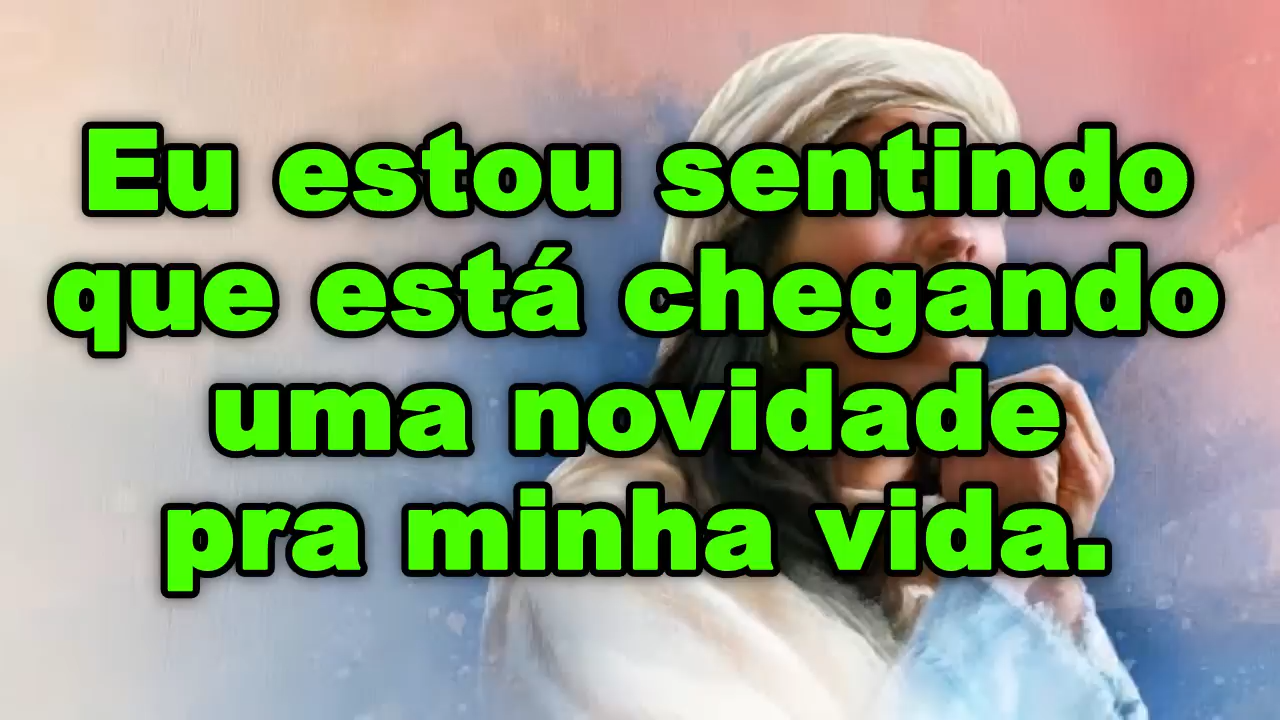 Eu estou sentindo
que está chegando
uma novidade
pra minha vida.